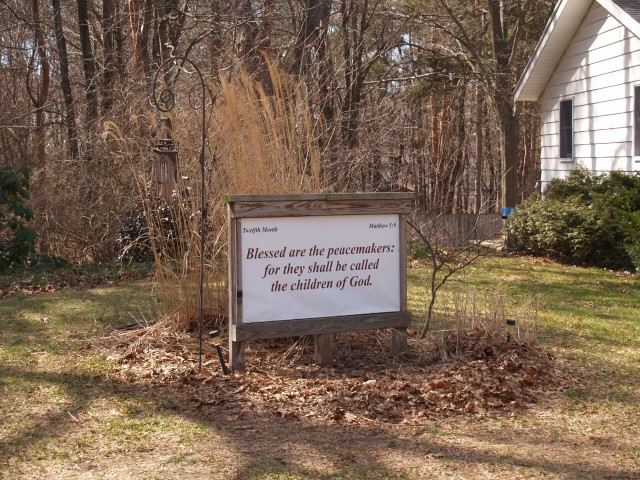 Twelfth Month Matthew 5:9
Blessed are the peacemakers:
for they shall be called
the children of God.